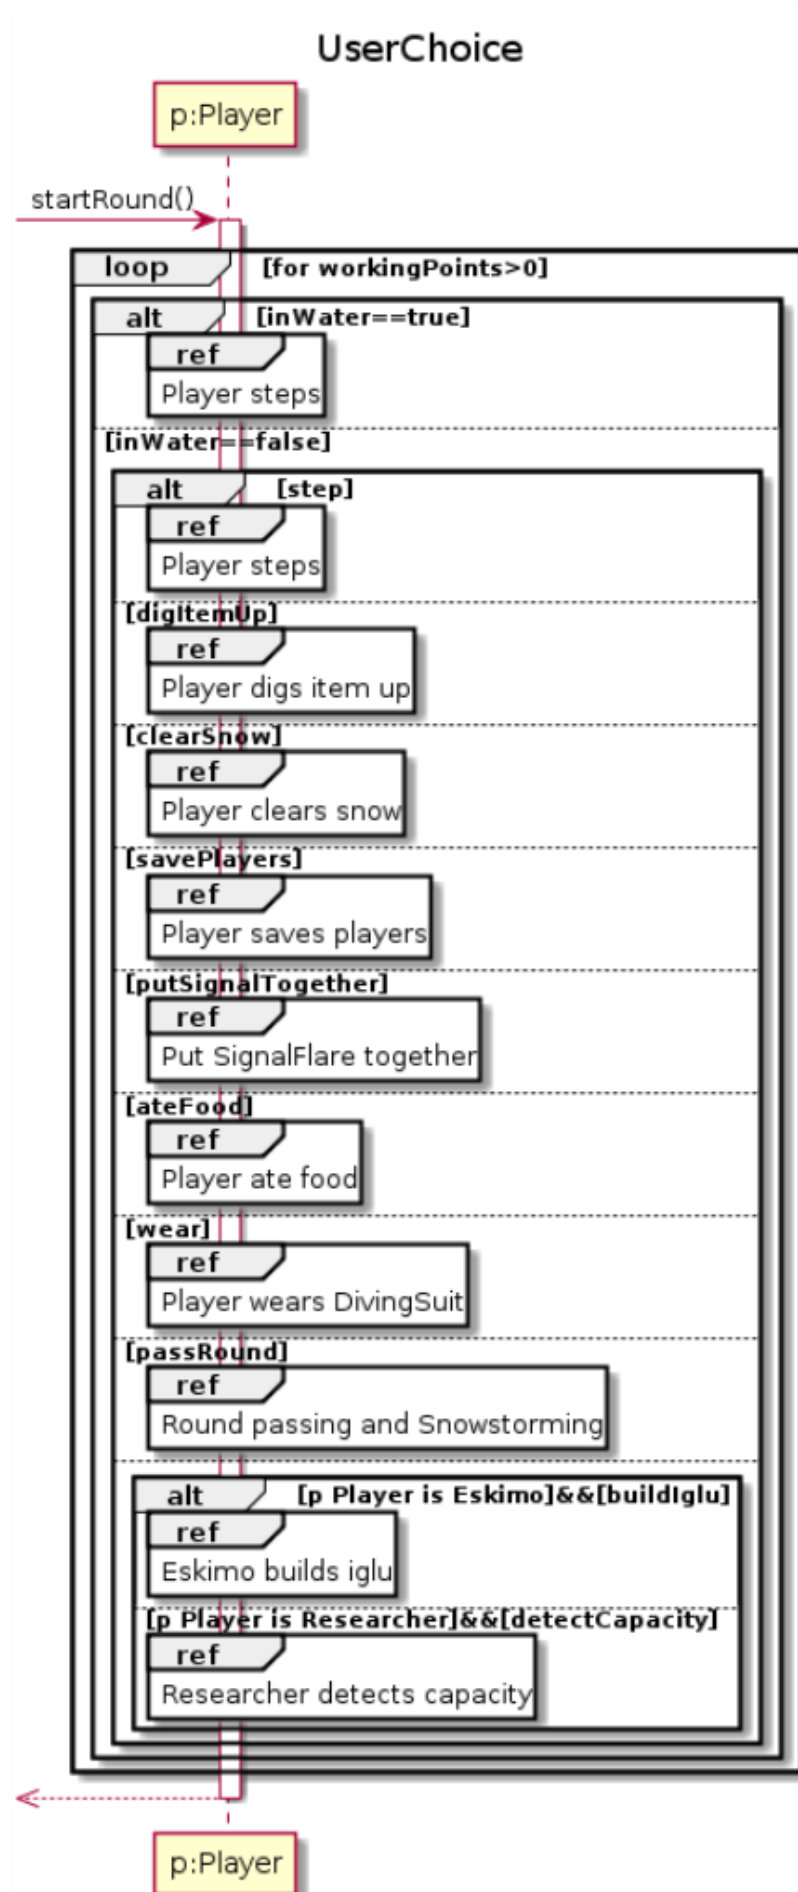 UserChoice
p:Player
startRound()
loop [for workingPoints>0]
alt [inWater==true]
ref
Player steps
[inWater==false]
alt [step]
ref
Player steps
[digItemUp]
ref
Player digs item up
[clearSnow]
ref
Player clears snow
[savePlayers]
ref
Player saves players
[putSignalTogether]
ref
Put SignalFlare together
[ateFood]
ref
Player ate food
[wear]
ref
Player wears DivingSuit
[passRound]
ref
Round passing and Snowstorming
alt [p Player is Eskimo]&&[buildIglu]
ref
Eskimo builds iglu
[p Player is Researcher]&&[detectCapacity]
ref
Researcher detects capacity
p:Player